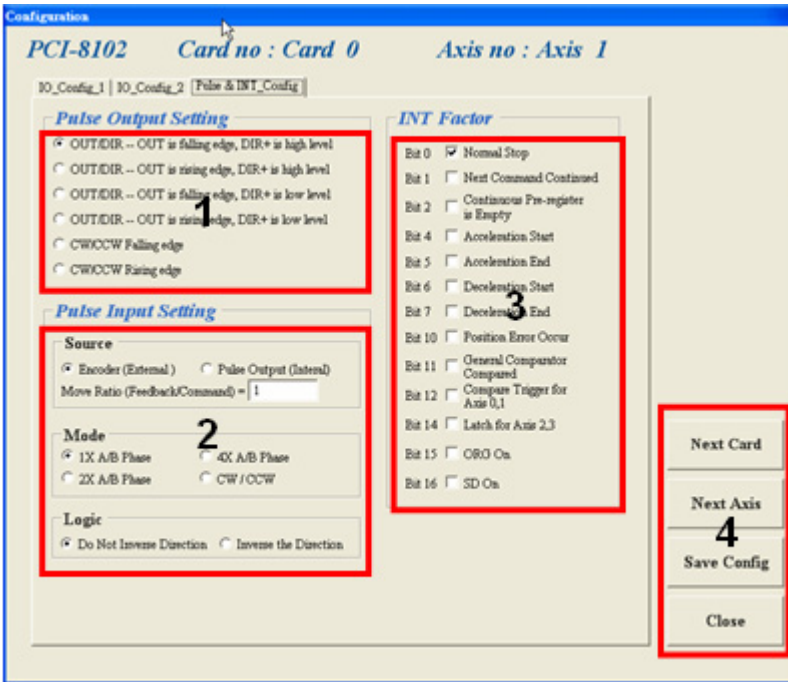 Configuration
PCI-8102 Card no : Card 0 Axis no : Axis 1
IO_Config_1 IO_Config_2 Pulse & INT_Config
Pulse Output Setting
OUT/DIR -- OUT is falling edge, DIR+ is high level
OUT/DIR -- OUT is rising edge, DIR+ is high level
OUT/DIR -- OUT is falling edge, DIR+ is low level
OUT/DIR -- OUT is rising edge, DIR+ is low level
CW/CCW Falling edge
CW/CCW Rising edge
1
Pulse Input Setting
Source
Encoder (External ) Pulse Output (Interal)
Move Ratio (Feedback/Command) = 1
Mode
1X A/B Phase 4X A/B Phase
2X A/B Phase CW / CCW
2
Logic
Do Not Inverse Direction Inverse the Direction
INT Factor
Bit 0 Normal Stop
Bit 1 Next Command Continued
Bit 2 Continuous Pre-register
is Empty
Bit 4 Acceleration Start
Bit 5 Acceleration End
Bit 6 Deceleration Start
Bit 7 Deceleration End
3
Bit 10 Position Error Occur
Bit 11 General Comparator
Compared
Bit 12 Compare Trigger for
Axis 0,1
Bit 14 Latch for Axis 2,3
Bit 15 ORG On
Bit 16 SD On
Next Card
Next Axis
4
Save Config
Close